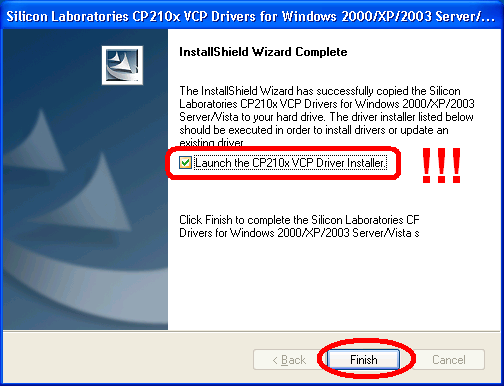 Silicon Laboratories CP210x VCP Drivers for Windows 2000/XP/2003 Server/...
InstallShield Wizard Complete
The InstallShield Wizard has successfully copied the Silicon
Laboratories CP210x VCP Drivers for Windows 2000/XP/2003
Server/Vista to your hard drive. The driver installer listed below
should be executed in order to install drivers or update an
existing driver
Launch the CP210x VCP Driver Installer.
!!!
Click Finish to complete the Silicon Laboratories CF
Drivers for Windows 2000/XP/2003 Server/Vista s
< Back
Finish
Cancel